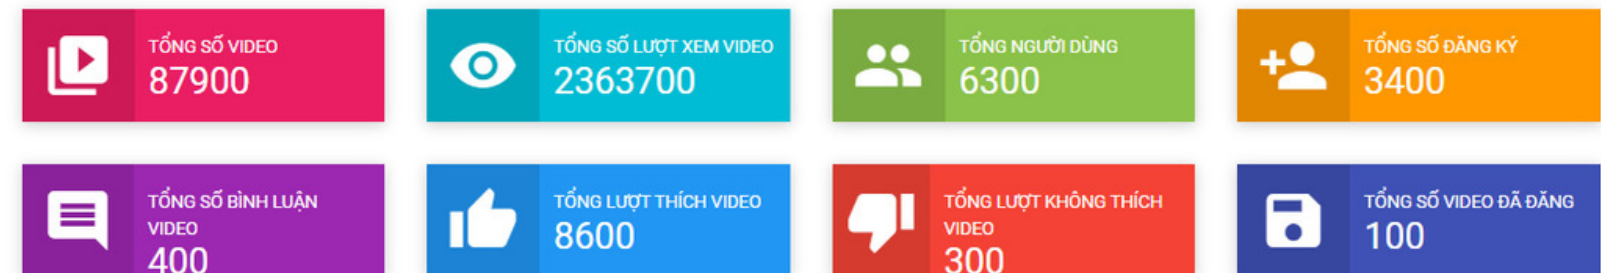 TỔNG SỐ VIDEO
87900
TỔNG SỐ LƯỢT XEM VIDEO
2363700
TỔNG NGƯỜI DÙNG
6300
TỔNG SỐ ĐĂNG KÝ
3400
TỔNG SỐ BÌNH LUẬN
VIDEO
400
TỔNG LƯỢT THÍCH VIDEO
8600
TỔNG LƯỢT KHÔNG THÍCH
VIDEO
300
TỔNG SỐ VIDEO ĐÃ ĐĂNG
100